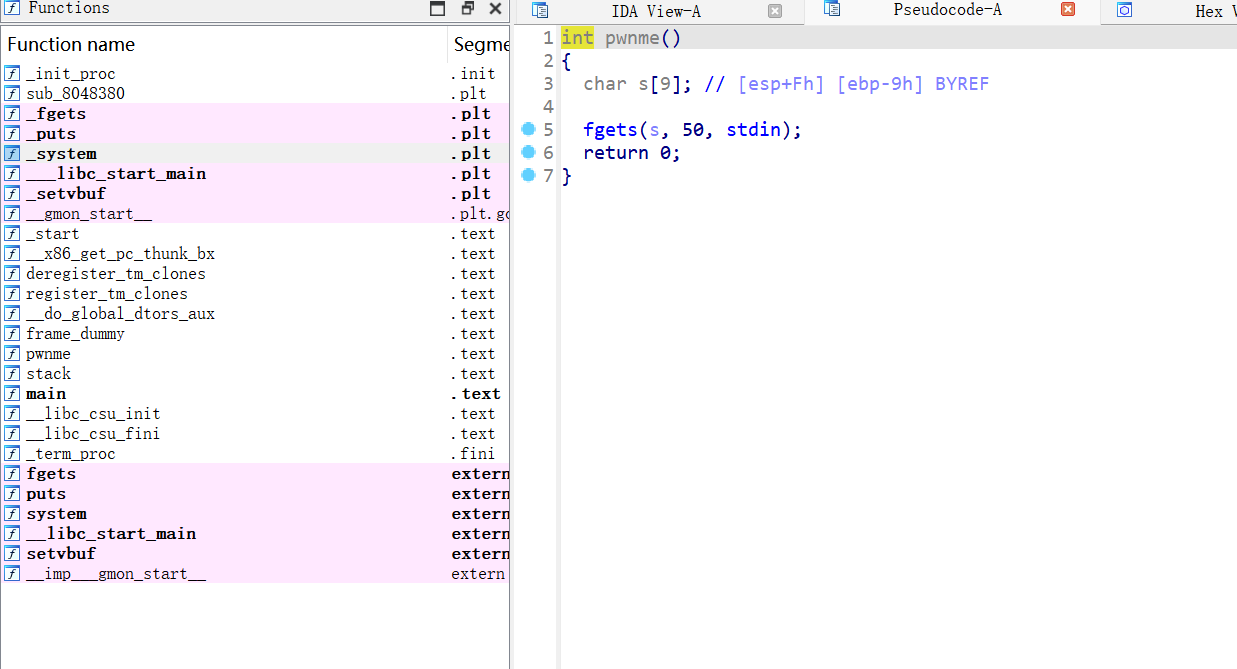 Functions
Function name Segme
_init_proc .init
sub_8048380 .plt
_fgets .plt
_puts .plt
_system .plt
___libc_start_main .plt
_setvbuf .plt
__gmon_start__ .plt.go
_start .text
__x86_get_pc_thunk_bx .text
deregister_tm_clones .text
register_tm_clones .text
__do_global_dtors_aux .text
frame_dummy .text
pwnme .text
stack .text
main .text
__libc_csu_init .text
__libc_csu_fini .text
_term_proc .fini
fgets extern
puts extern
system extern
__libc_start_main extern
setvbuf extern
__imp___gmon_start__ extern
IDA View-A Pseudocode-A Hex V
1 int pwnme()
2 {
3 char s[9]; // [esp+Fh] [ebp-9h] BYREF
4
5 fgets(s, 50, stdin);
6 return 0;
7 }